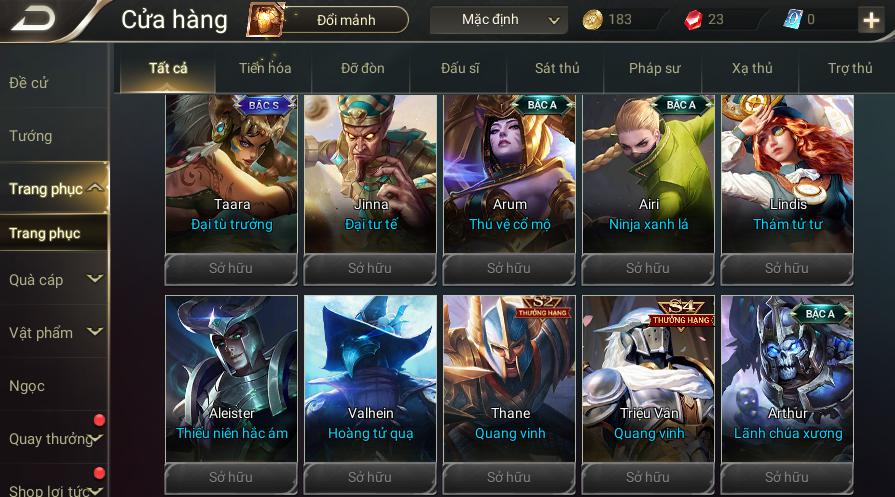 Cửa hàng
Đổi mảnh
Mặc định
183
23
0
Đề cử
Tướng
Trang phục
Trang phục
Quà cáp
Vật phẩm
Ngọc
Quay thưởng
Shop lợi tức
Tất cả
Tiến hóa
Đỡ đòn
Đấu sĩ
Sát thủ
Pháp sư
Xạ thủ
Trợ thủ
BẬC S
Taara
Đại tù trưởng
Sở hữu
Jinna
Đại tư tế
Sở hữu
BẬC A
Arum
Thú vệ cổ mộ
Sở hữu
BẬC A
Airi
Ninja xanh lá
Sở hữu
Lindis
Thám tử tư
Sở hữu
Aleister
Thiếu niên hắc ám
Sở hữu
Valhein
Hoàng tử quạ
Sở hữu
S2
THƯỞNG HẠNG
Thane
Quang vinh
Sở hữu
S4
THƯỞNG HẠNG
Triệu Vân
Quang vinh
Sở hữu
BẬC A
Arthur
Lãnh chúa xương
Sở hữu